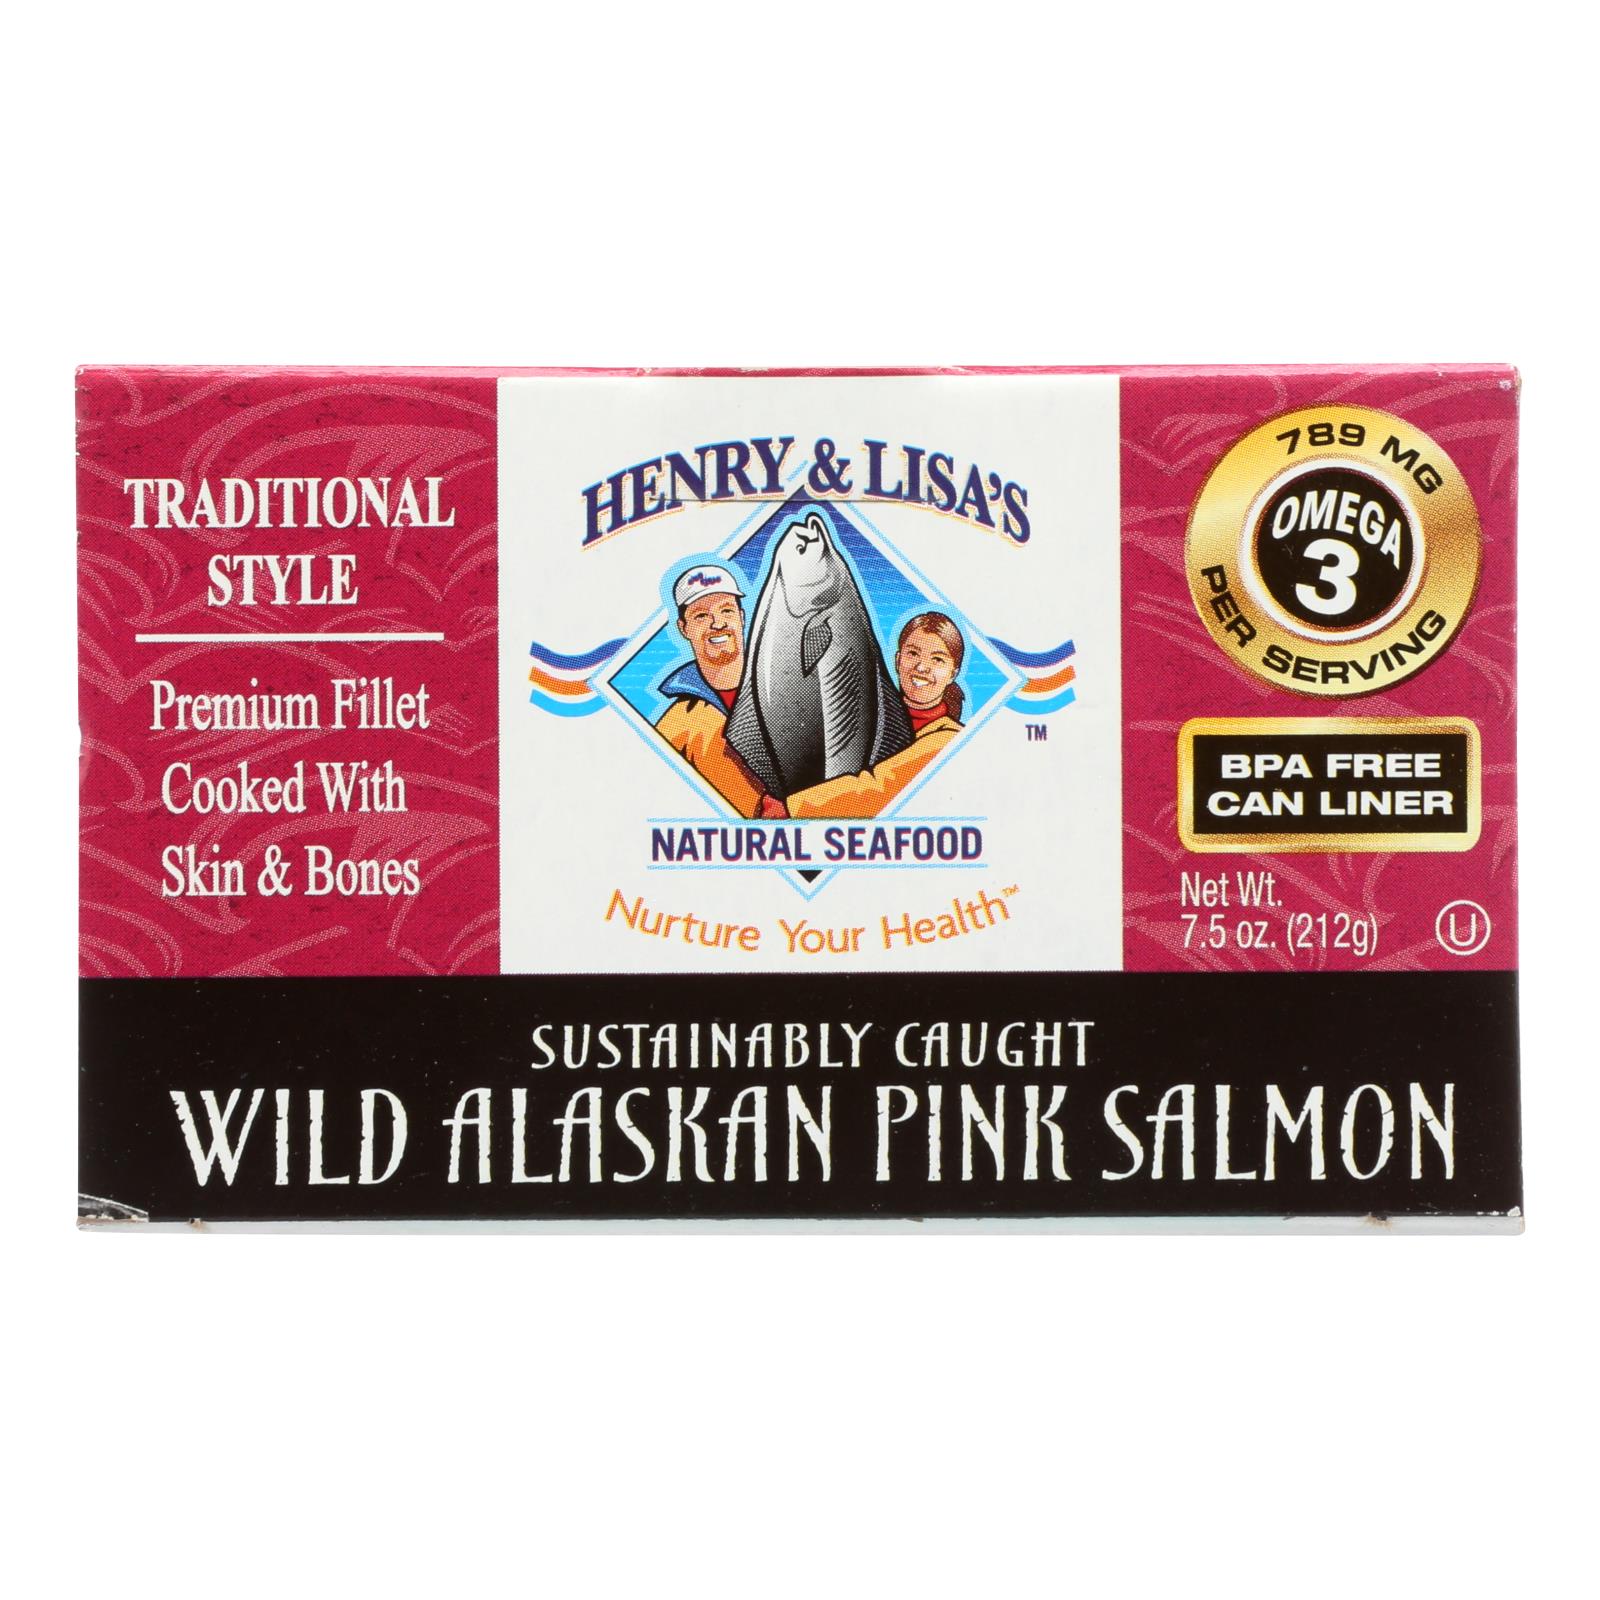 TRADITIONAL
STYLE
Premium Fillet
Cooked With
Skin & Bones
HENRY & LISA'S
TM
NATURAL SEAFOOD
Nurture Your Health™
789 MG
OMEGA
3
PER SERVING
BPA FREE
CAN LINER
Net Wt.
7.5 oz. (212g)
U
SUSTAINABLY CAUGHT
WILD ALASKAN PINK SALMON